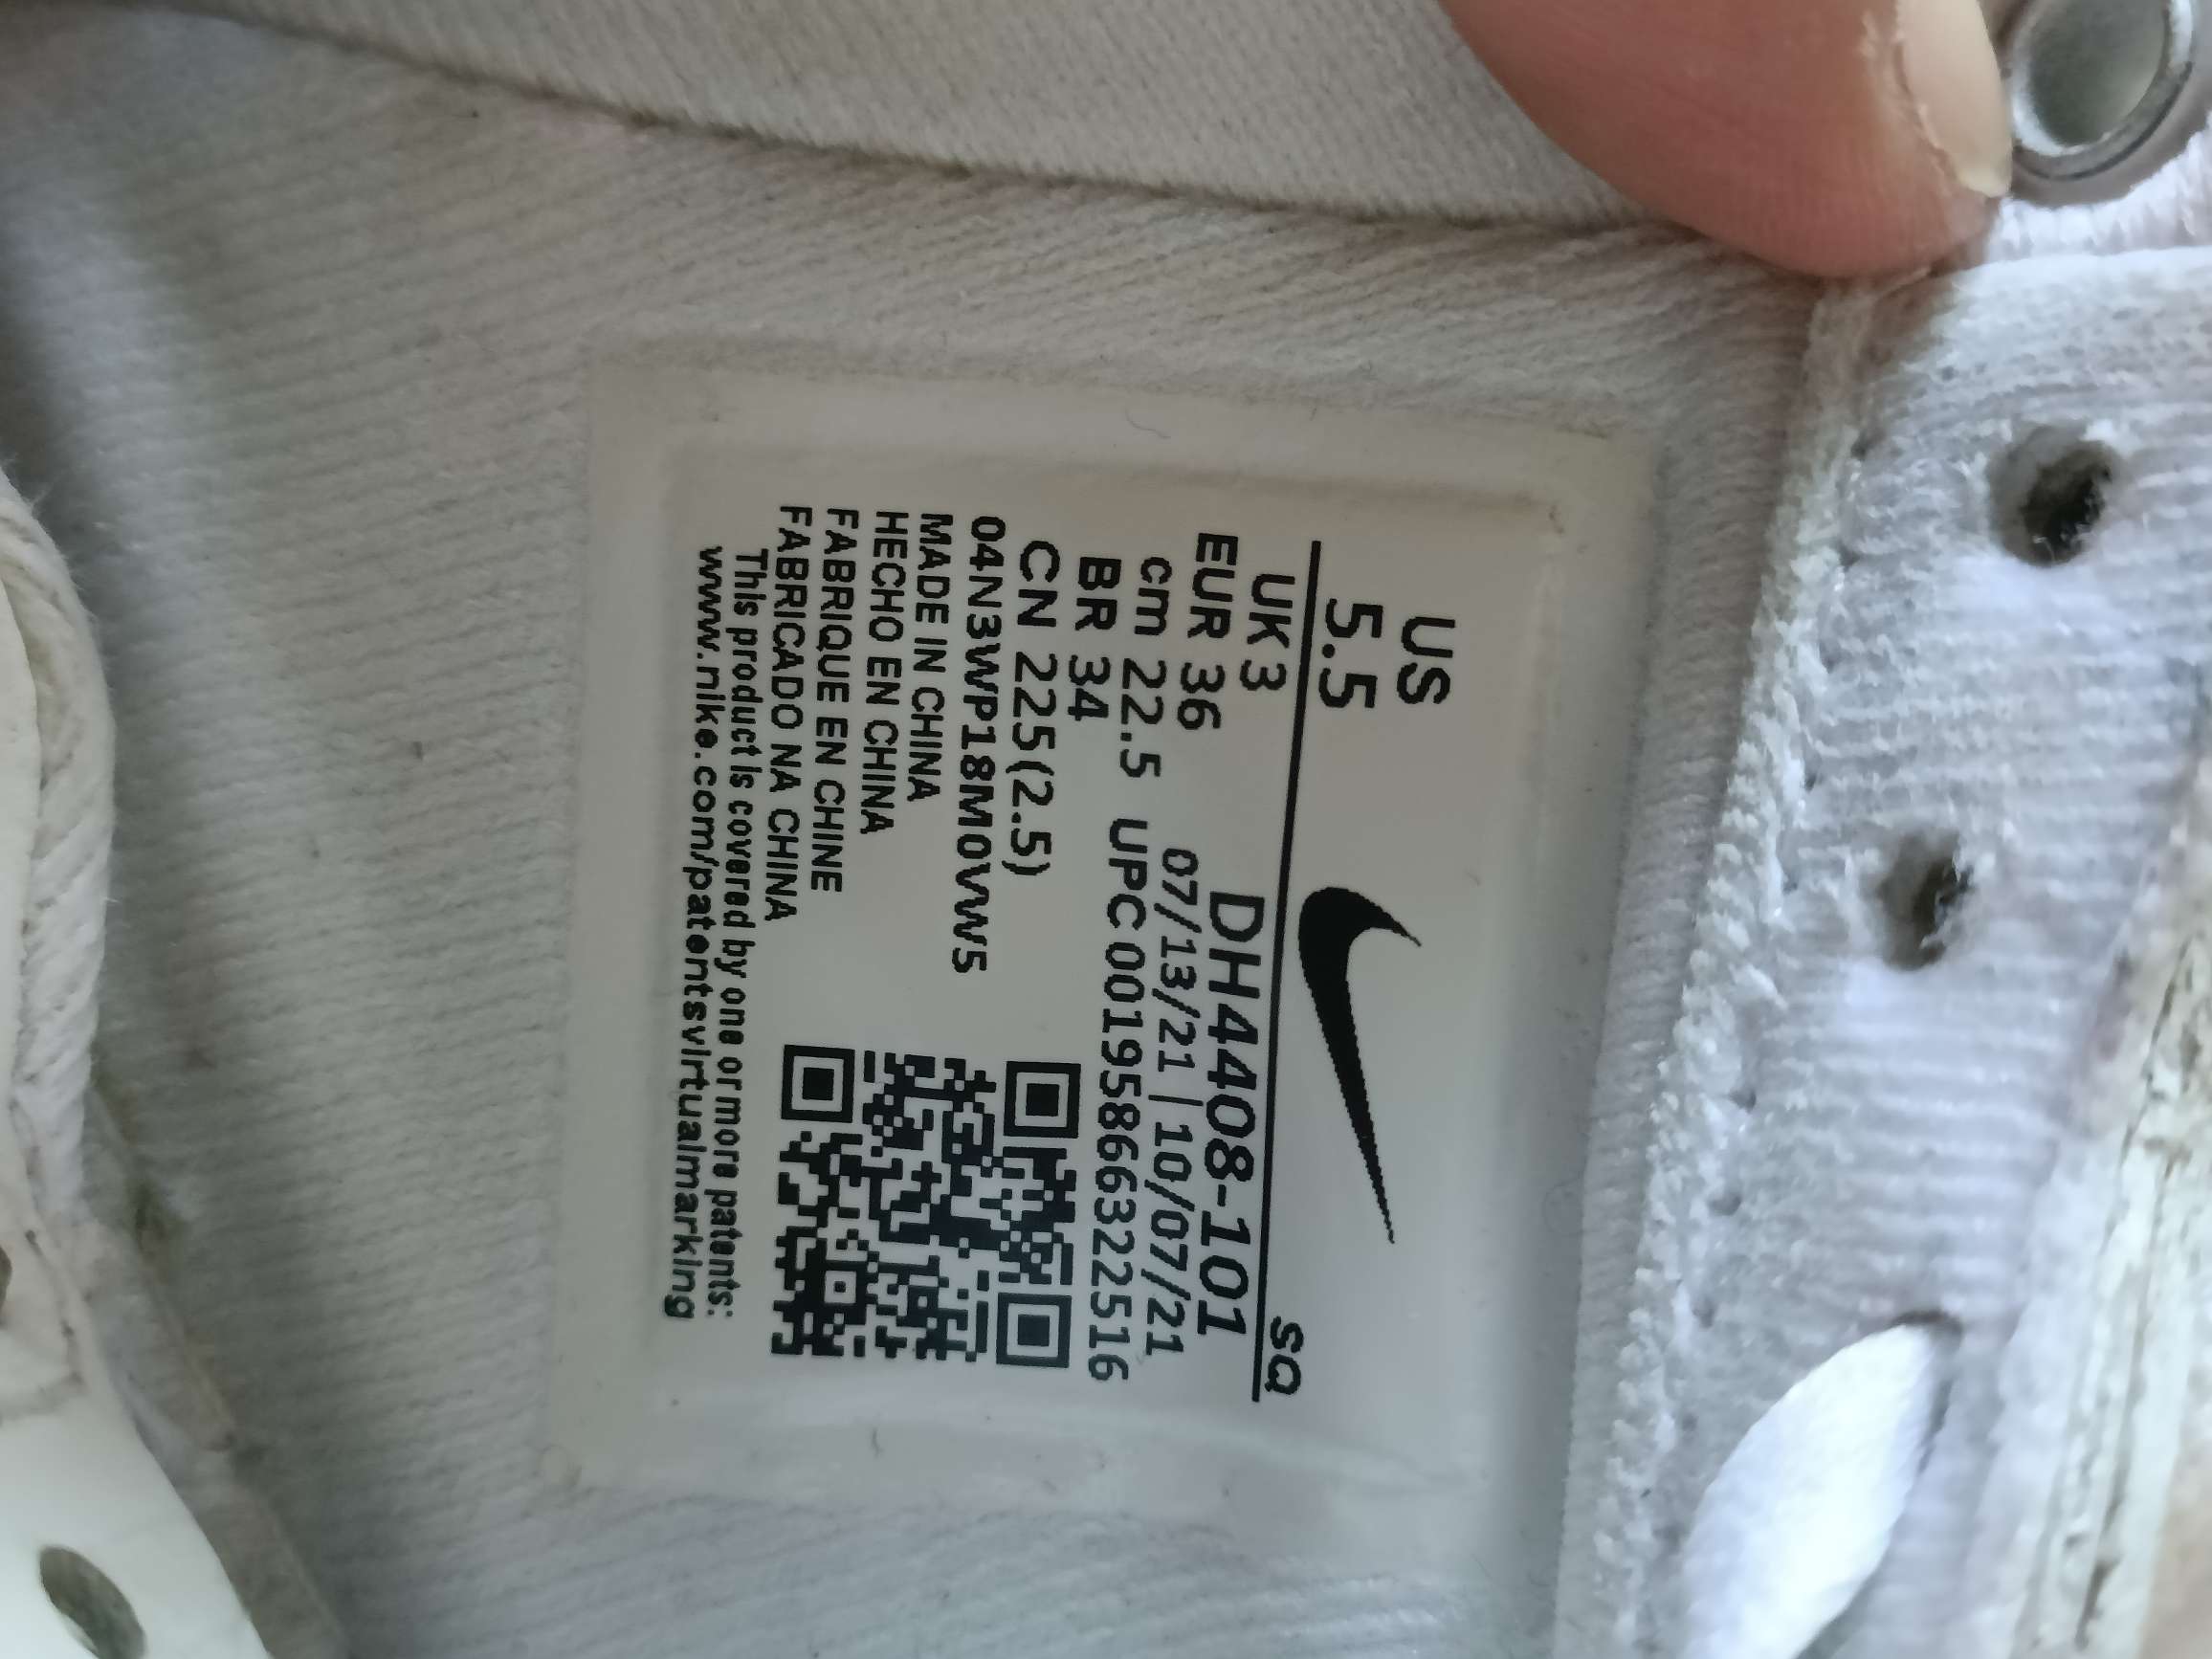 US
5.5
SQ
UK 3
EUR 36 DH4408-101
cm 22.5 07/13/21 | 10/07/21
BR 34 UPC 00195866322516
CN 225(2.5)
04N3WP18M0VW5
MADE IN CHINA
HECHO EN CHINA
FABRIQUE EN CHINE
FABRICADO NA CHINA
This product is covered by one or more patents:
www.nike.com/patentsvirtualmarking